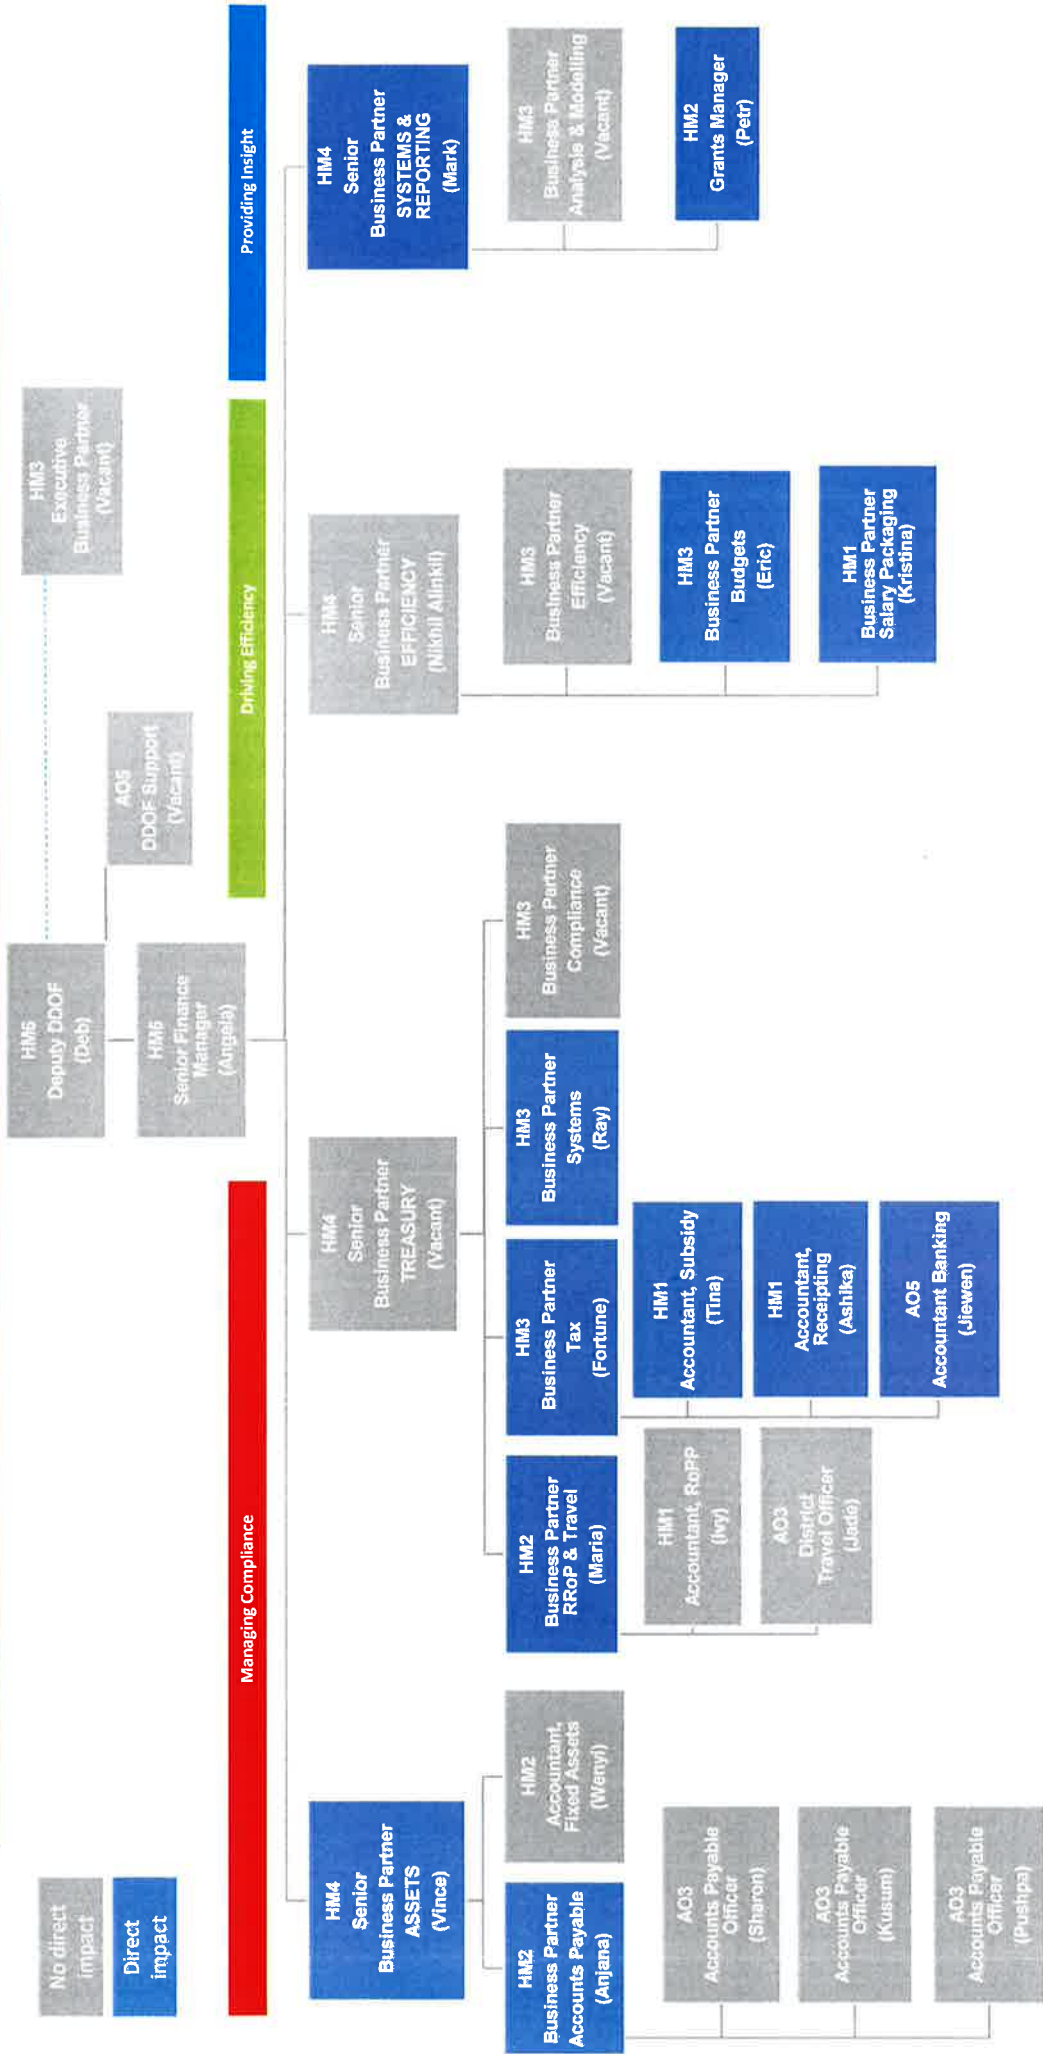 No direct
impact
Direct
impact
HM6
Deputy DDOF
(Deb)
HM3
Executive
Business Partner
(Vacant)
AO5
DDOF Support
(Vacant)
HM5
Senior Finance
Manager
(Angela)
Managing Compliance
Driving Efficiency
Providing Insight
HM4
Senior
Business Partner
ASSETS
(Vince)
HM4
Senior
Business Partner
TREASURY
(Vacant)
HM4
Senior
Business Partner
EFFICIENCY
(Nikhil Alinkil)
HM4
Senior
Business Partner
SYSTEMS &
REPORTING
(Mark)
HM2
Business Partner
Accounts Payable
(Anjana)
HM2
Accountant,
Fixed Assets
(Wenyi)
HM2
Business Partner
RRoP & Travel
(Maria)
HM3
Business Partner
Tax
(Fortune)
HM3
Business Partner
Systems
(Ray)
HM3
Business Partner
Compliance
(Vacant)
HM3
Business Partner
Efficiency
(Vacant)
HM3
Business Partner
Analysis & Modelling
(Vacant)
AO3
Accounts Payable
Officer
(Sharon)
AO3
Accounts Payable
Officer
(Kusum)
AO3
Accounts Payable
Officer
(Pushpa)
HM1
Accountant, RoPP
(Ivy)
AO3
District
Travel Officer
(Jade)
HM1
Accountant, Subsidy
(Tina)
HM1
Accountant,
Receipting
(Ashika)
AO5
Accountant Banking
(Jiewen)
HM3
Business Partner
Budgets
(Eric)
HM1
Business Partner
Salary Packaging
(Kristina)
HM2
Grants Manager
(Petr)